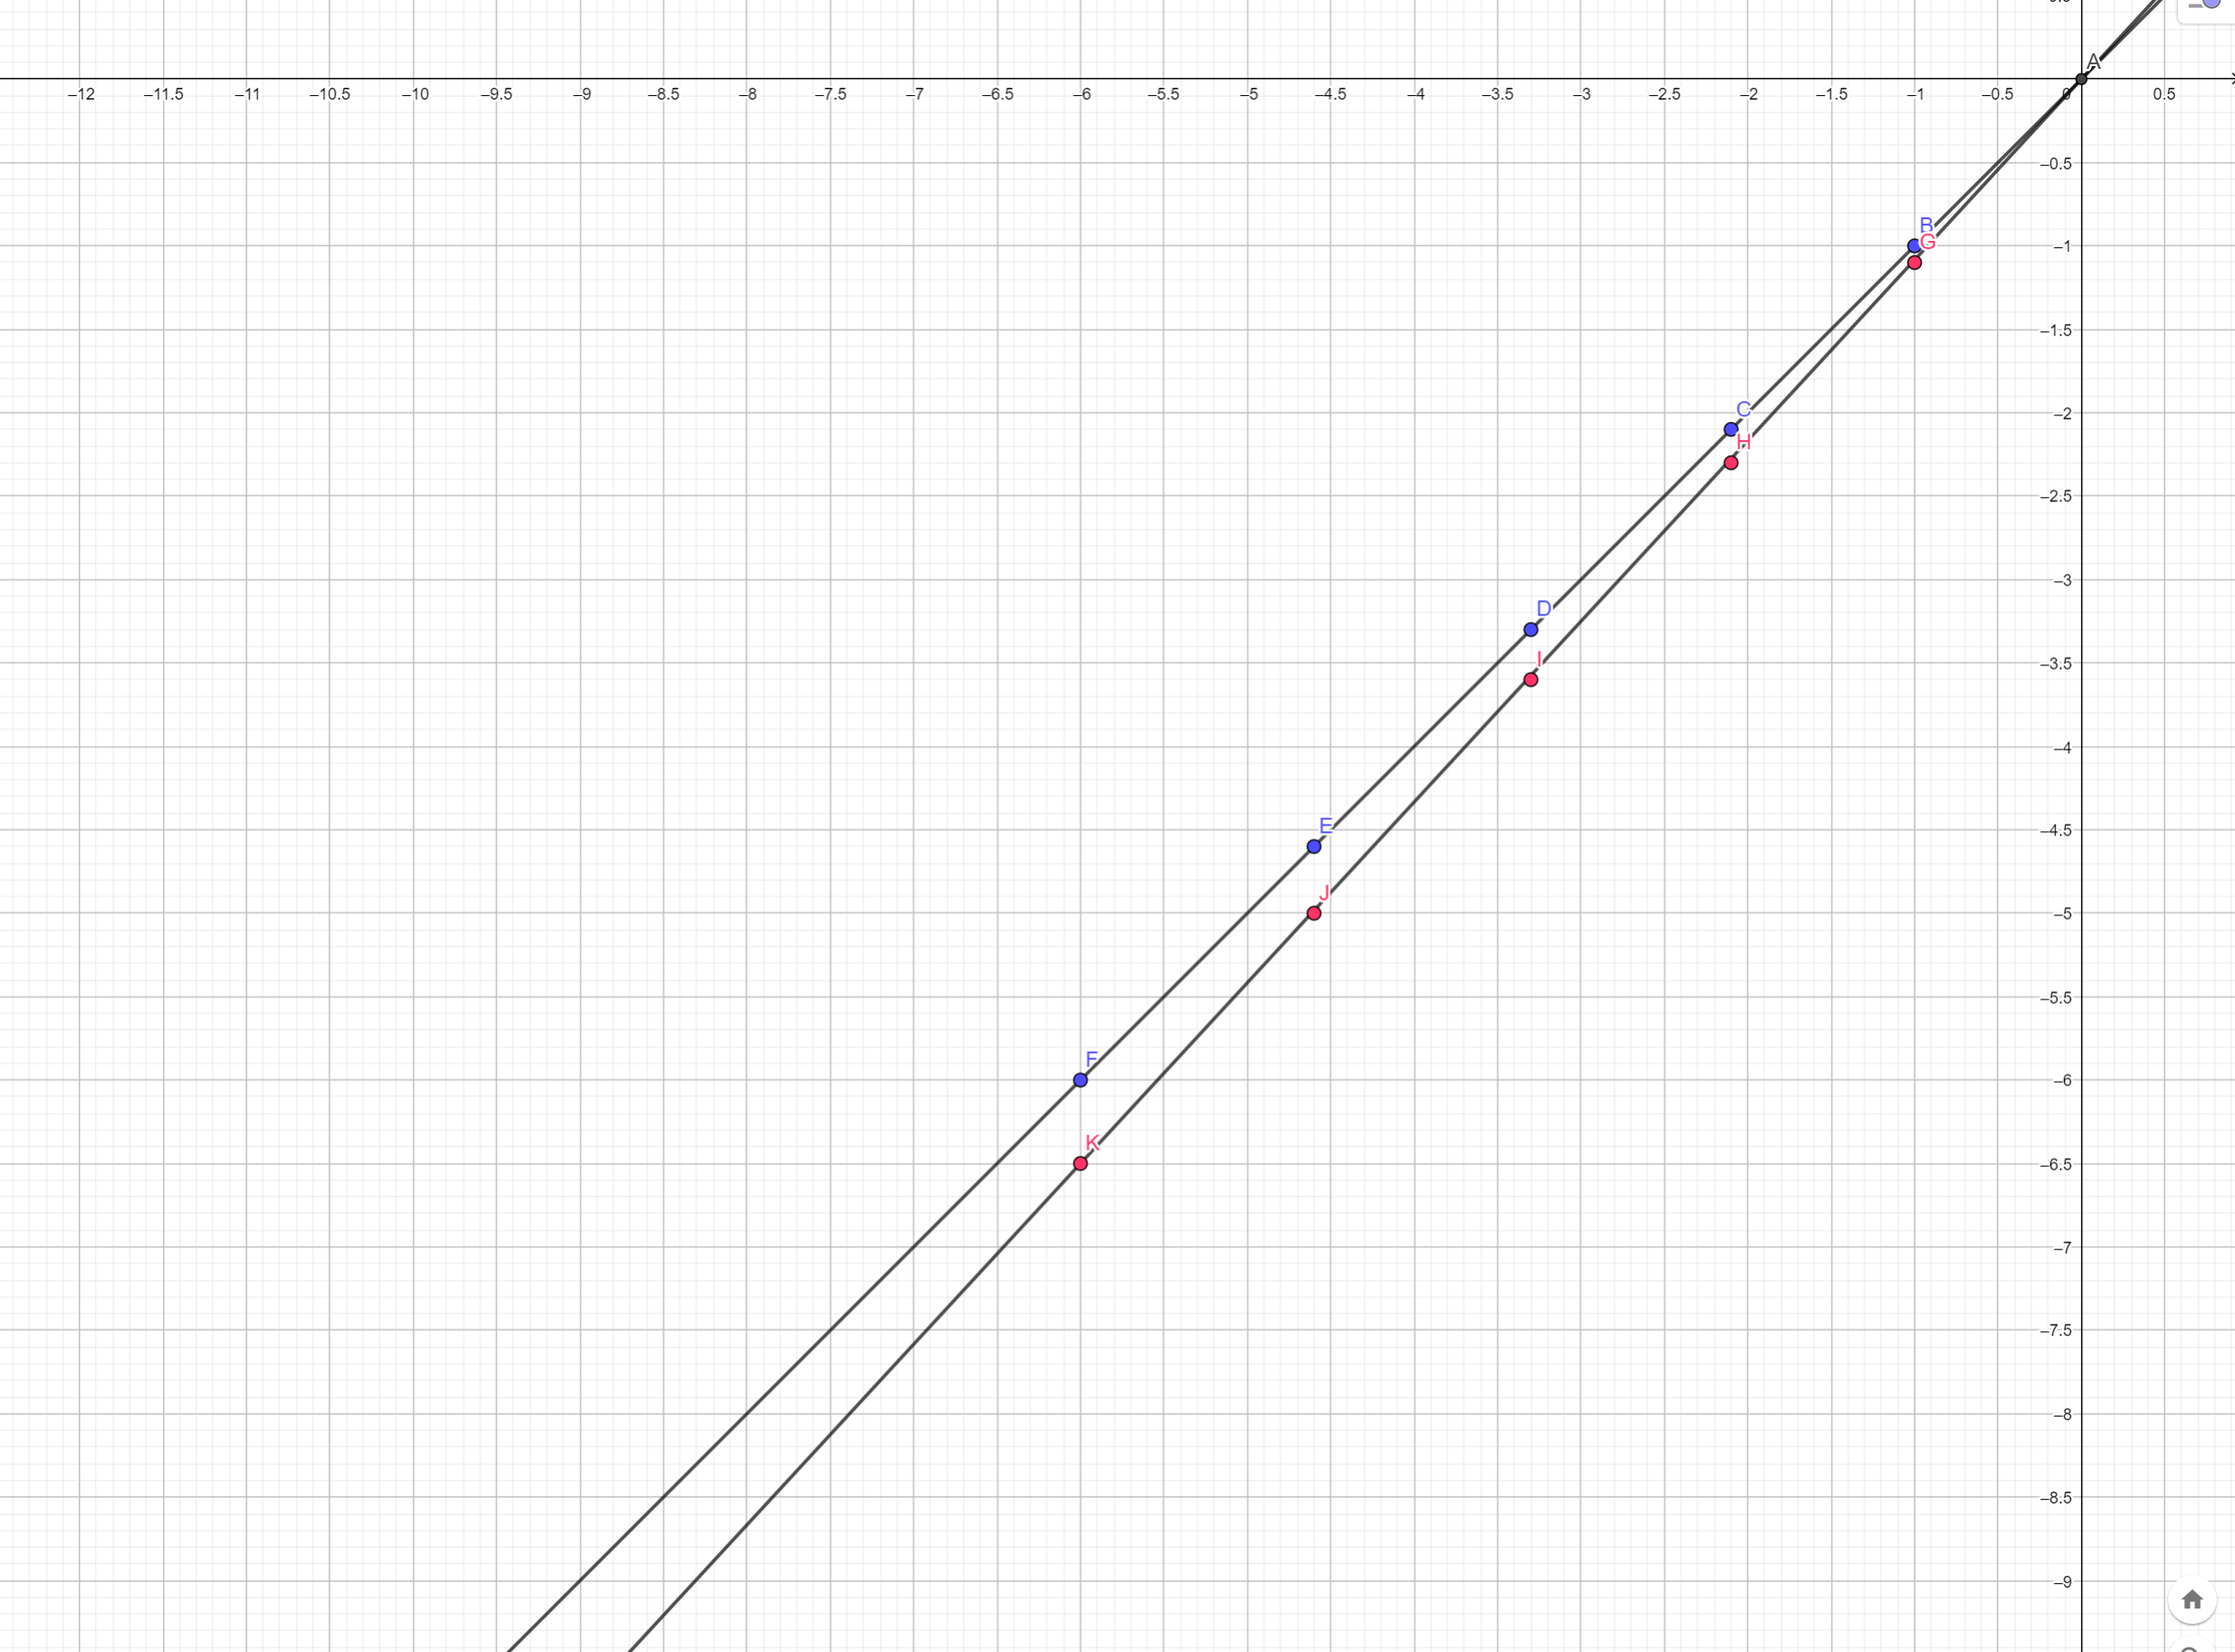 A
–12 –11.5 –11 –10.5 –10 –9.5 –9 –8.5 –8 –7.5 –7 –6.5 –6 –5.5 –5 –4.5 –4 –3.5 –3 –2.5 –2 –1.5 –1 –0.5 0 0.5
–0.5
B
G
–1
–1.5
C
–2
H
–2.5
–3
D
I
–3.5
–4
E
–4.5
J
–5
–5.5
F
–6
K
–6.5
–7
–7.5
–8
–8.5
–9